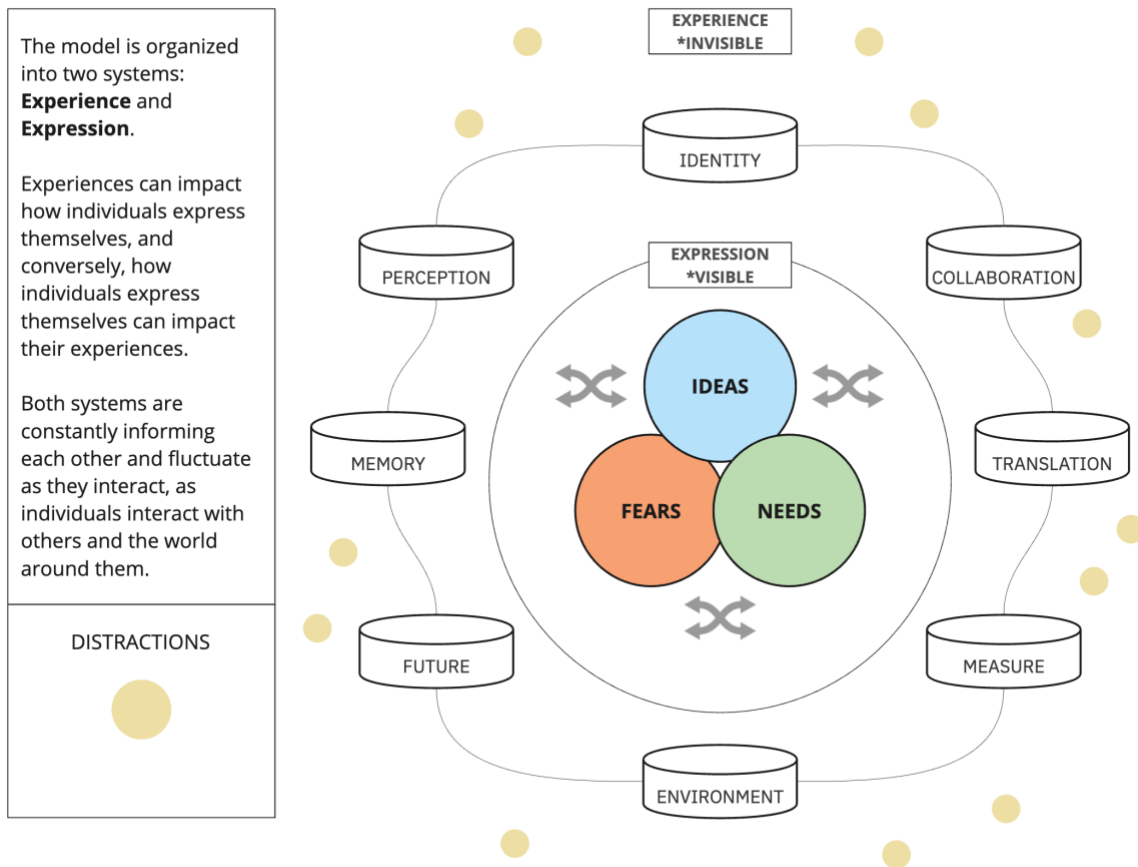 The model is organized
into two systems:
Experience and
Expression.
Experiences can impact
how individuals express
themselves, and
conversely, how
individuals express
themselves can impact
their experiences.
Both systems are
constantly informing
each other and fluctuate
as they interact, as
individuals interact with
others and the world
around them.
DISTRACTIONS
EXPERIENCE
*INVISIBLE
IDENTITY
PERCEPTION
COLLABORATION
EXPRESSION
*VISIBLE
IDEAS
MEMORY
TRANSLATION
FEARS
NEEDS
FUTURE
MEASURE
ENVIRONMENT